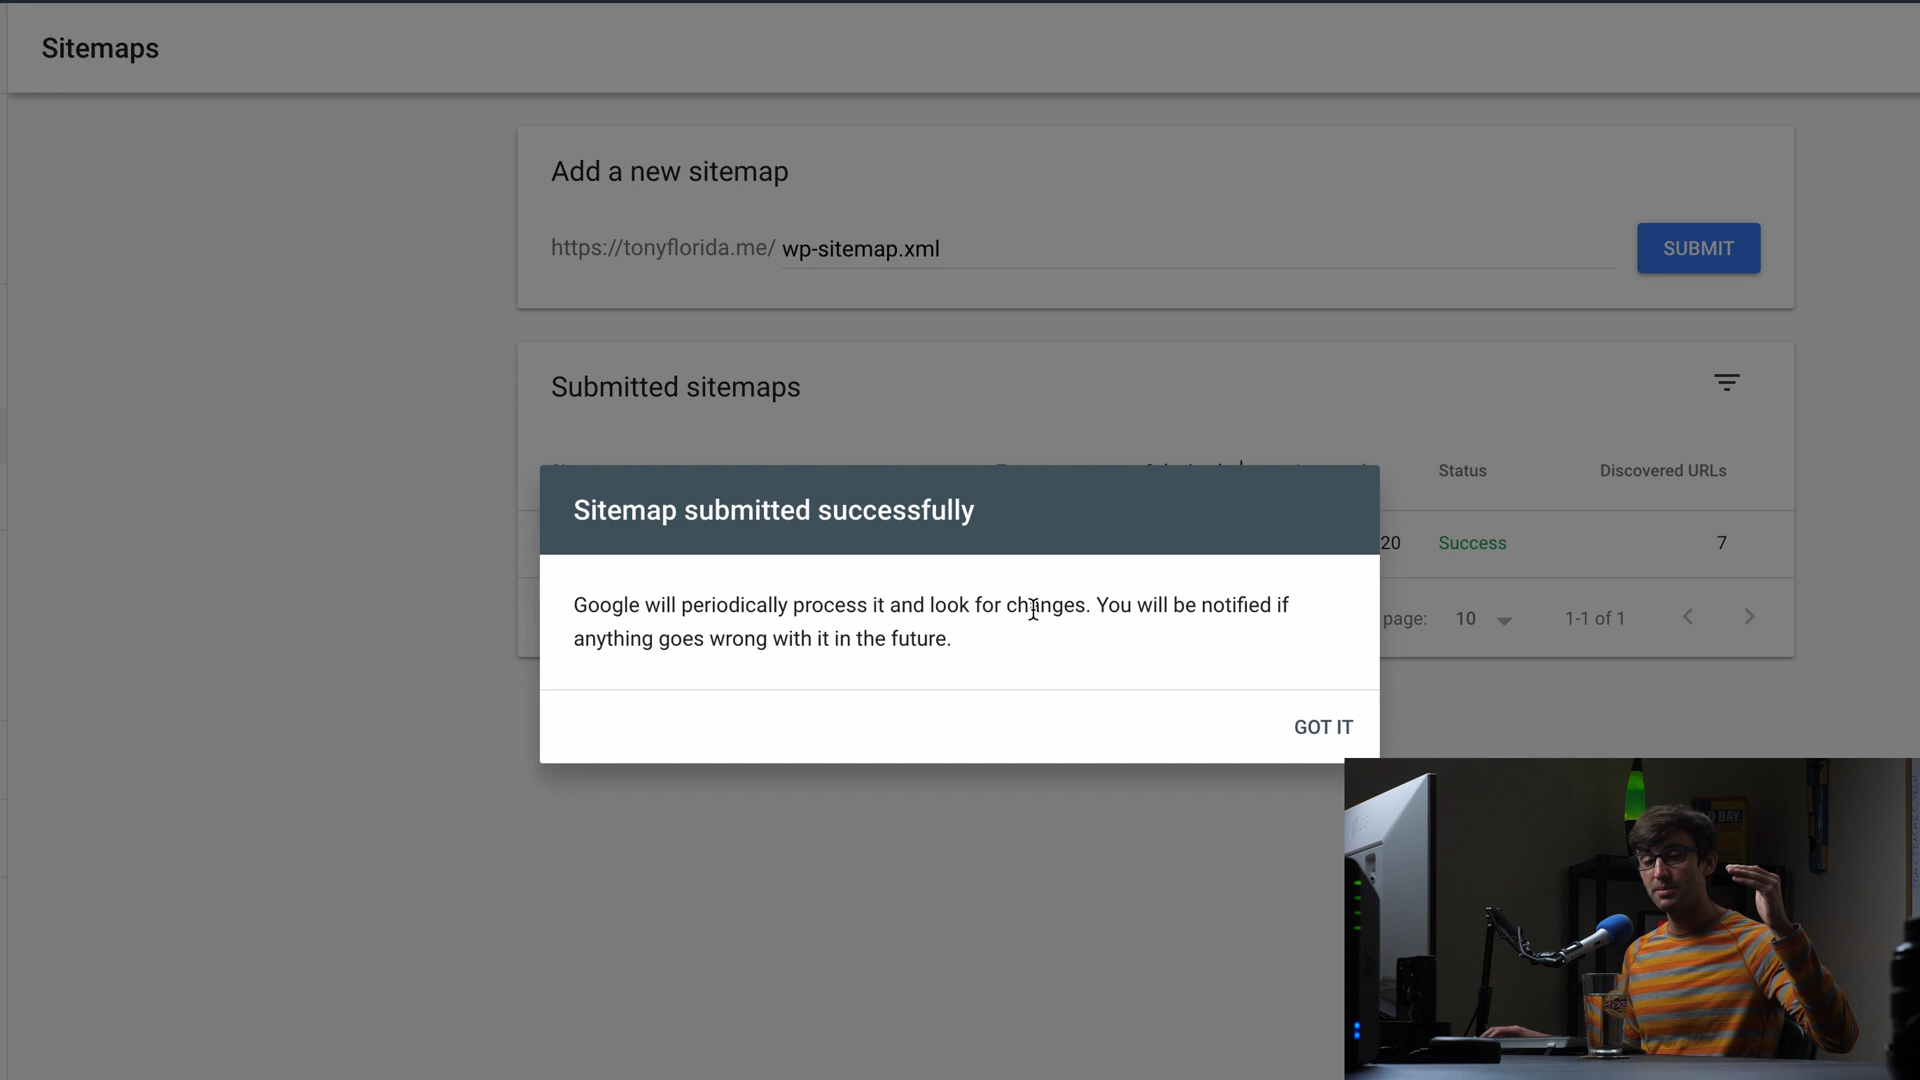 Sitemaps
Add a new sitemap
https://tonyflorida.me/ wp-sitemap.xml
SUBMIT
Submitted sitemaps
Status Discovered URLs
Sitemap submitted successfully
20 Success 7
Google will periodically process it and look for changes. You will be notified if
anything goes wrong with it in the future.
page: 10 1-1 of 1
GOT IT
BAY